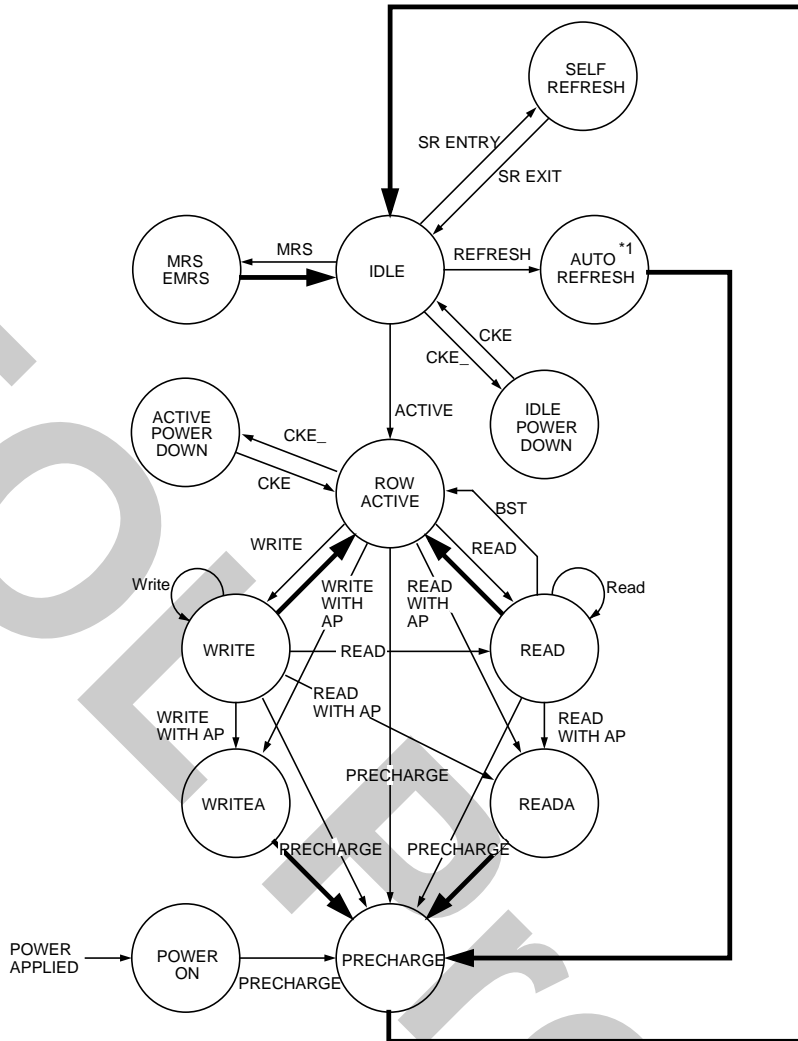 SELF
REFRESH
SR ENTRY
SR EXIT
MRS
EMRS
MRS
IDLE
REFRESH
AUTO *1
REFRESH
CKE
CKE_
ACTIVE
IDLE
POWER
DOWN
ACTIVE
POWER
DOWN
CKE_
CKE
ROW
ACTIVE
BST
WRITE
READ
Write
WRITE
WITH
AP
READ
WITH
AP
Read
WRITE
READ
READ
READ
WITH AP
WRITE
WITH AP
READ
WITH AP
PRECHARGE
WRITEA
READA
PRECHARGE
PRECHARGE
POWER
APPLIED
POWER
ON
PRECHARGE
PRECHARGE